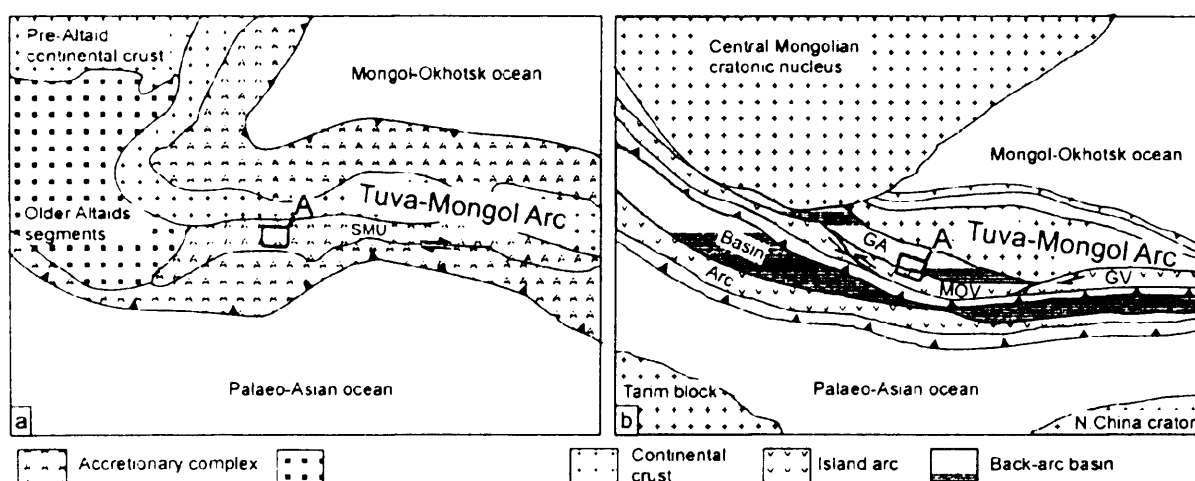 Pre-Altaid
continental crust
Mongol-Okhotsk ocean
A
Tuva-Mongol Arc
Older Altaids
segments
SMU
Palaeo-Asian ocean
a
Central Mongolian
cratonic nucleus
Mongol-Okhotsk ocean
GA
A
Tuva-Mongol Arc
Basin
Arc
MOV
GV
Tarim block
Palaeo-Asian ocean
N.China craton
b
Accretionary complex
Continental
crust
Island arc
Back-arc basin